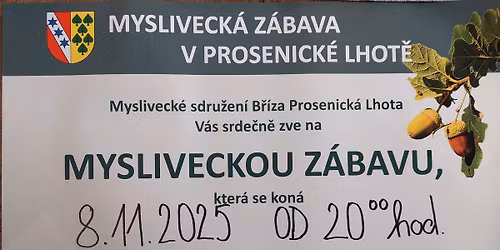 MYSLIVECKÁ ZÁBAVA
V PROSENICKÉ LHOTĚ
Myslivecké sdružení Bříza Prosenická Lhota
Vás srdečně zve na
MYSLIVECKOU ZÁBAVU,
která se koná
8.11.2025 OD 20⁰⁰ hod.